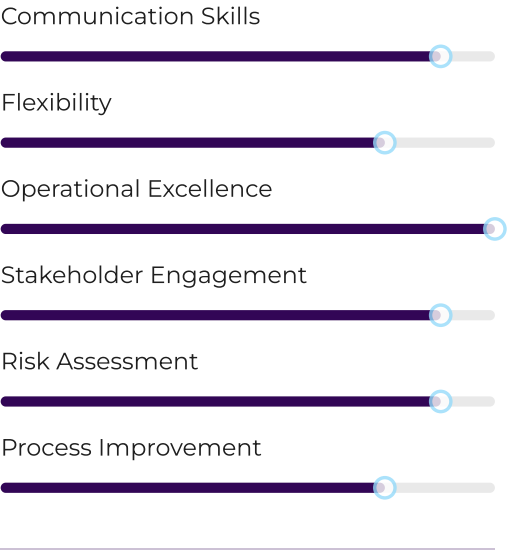 Communication Skills
Flexibility
Operational Excellence
Stakeholder Engagement
Risk Assessment
Process Improvement